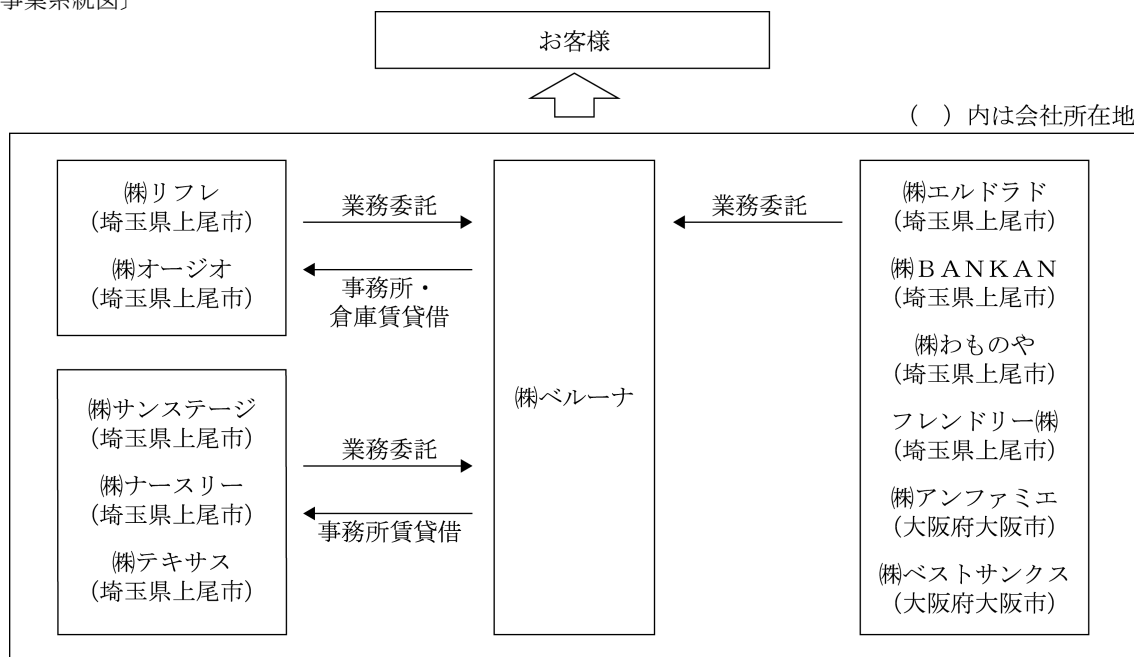 事業系統図〕
お客様
（　）内は会社所在地
㈱リフレ
（埼玉県上尾市）
㈱オージオ
（埼玉県上尾市）
業務委託
事務所・
倉庫賃貸借
㈱サンステージ
（埼玉県上尾市）
㈱ナースリー
（埼玉県上尾市）
㈱テキサス
（埼玉県上尾市）
業務委託
事務所賃貸借
㈱ベルーナ
業務委託
㈱エルドラド
（埼玉県上尾市）
㈱ＢＡＮＫＡＮ
（埼玉県上尾市）
㈱わものや
（埼玉県上尾市）
フレンドリー㈱
（埼玉県上尾市）
㈱アンファミエ
（大阪府大阪市）
㈱ベストサンクス
（大阪府大阪市）